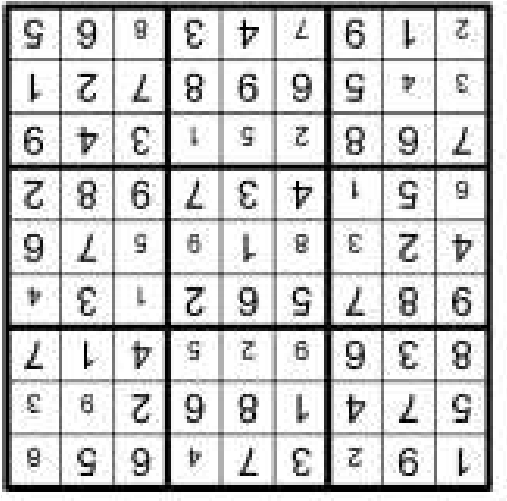 1 9 2 3 7 4 6 5 8
5 7 4 1 8 6 2 9 3
8 3 6 9 2 5 4 1 7
9 8 7 5 6 2 1 3 4
4 2 3 8 1 9 5 7 6
6 5 1 4 3 7 9 8 2
7 6 8 2 5 1 3 4 9
3 4 5 6 9 8 7 2 1
2 1 9 7 4 3 8 6 5